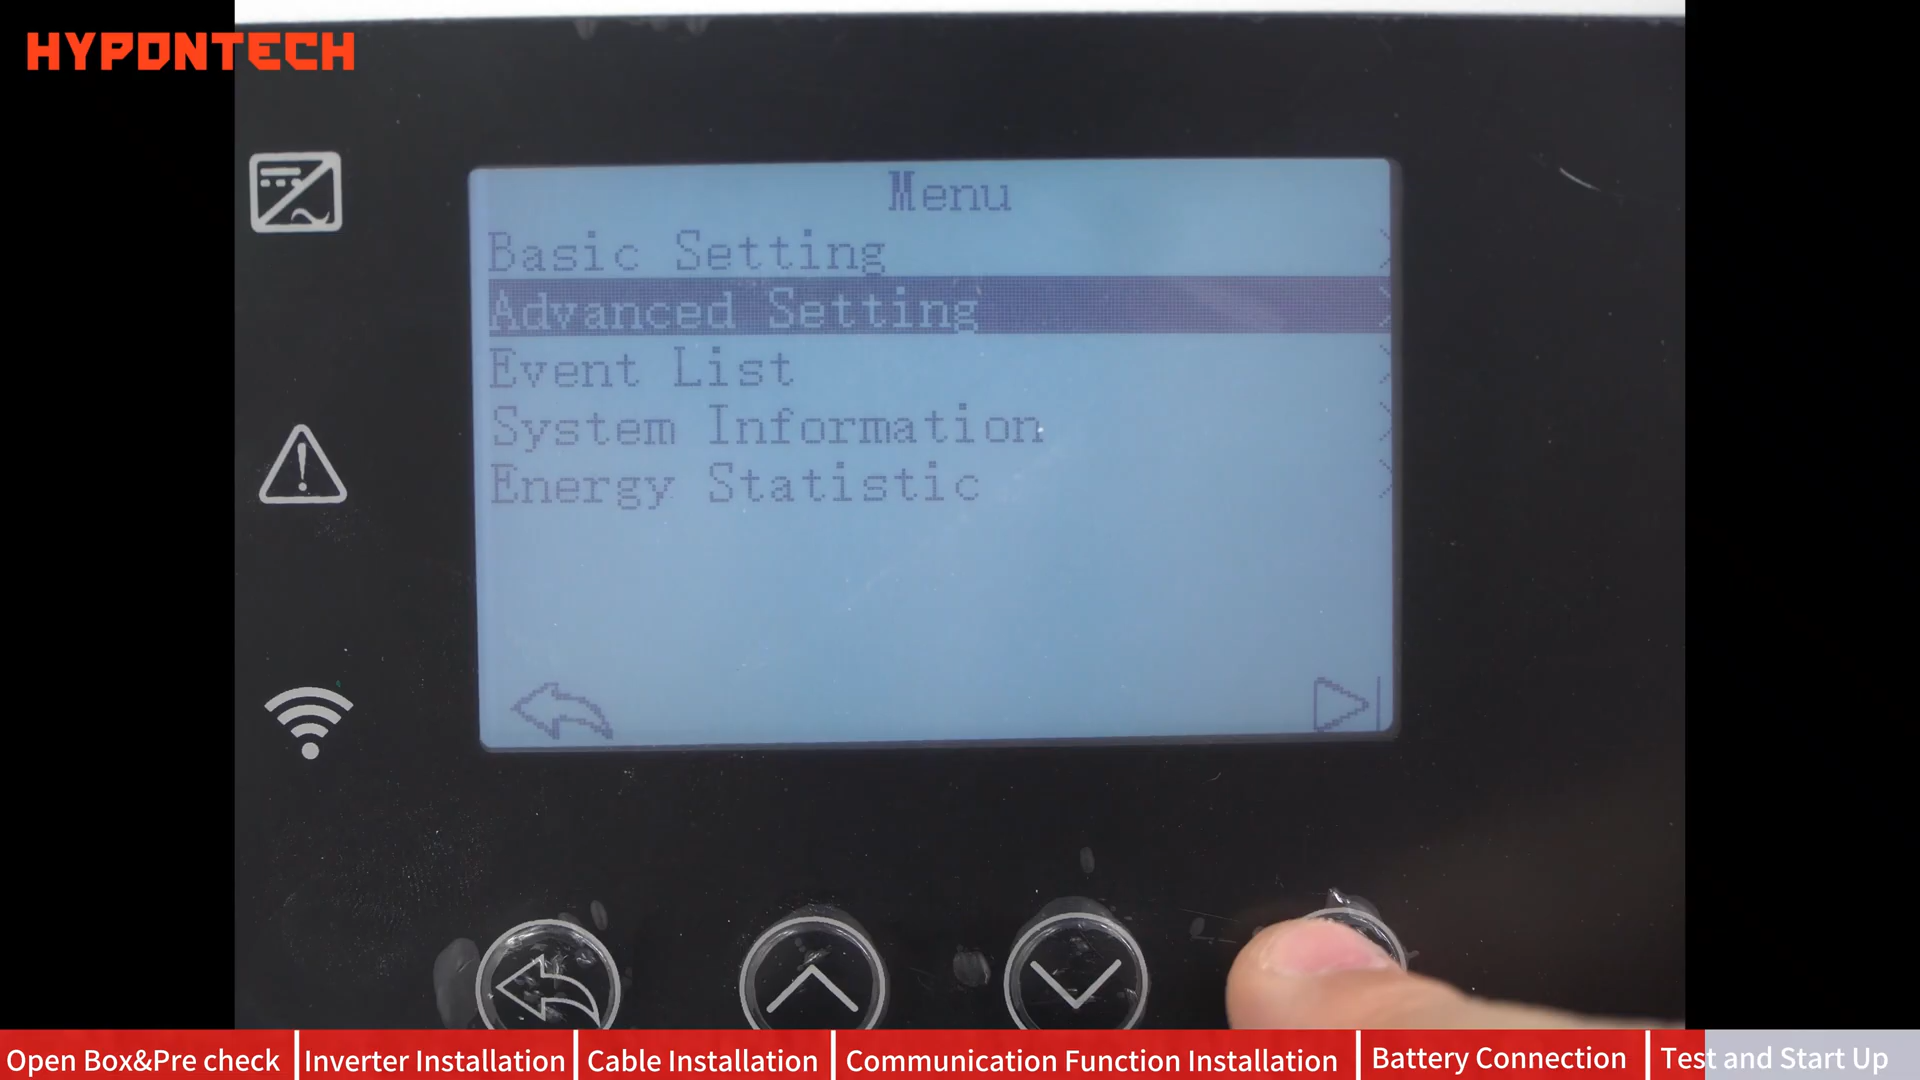 HYPONTECH
Menu
Basic Setting
Advanced Setting
Event List
System Information
Energy Statistic
Open Box&Pre check
Inverter Installation
Cable Installation
Communication Function Installation
Battery Connection
Test and Start Up